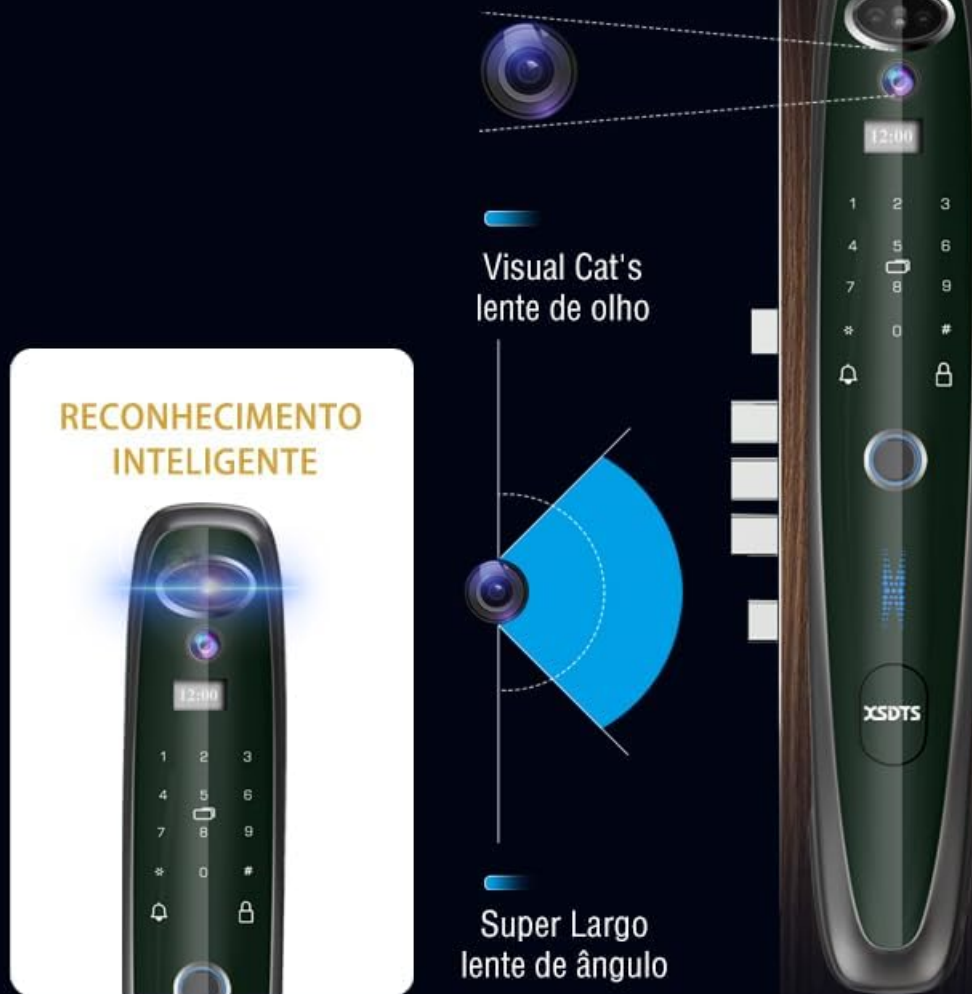 Visual Cat's
lente de olho
RECONHECIMENTO
INTELIGENTE
12:00
1 2 3
4 5 6
7 8 9
* 0 #
Super Largo
lente de ângulo
12:00
1 2 3
4 5 6
7 8 9
* 0 #
XSDTS